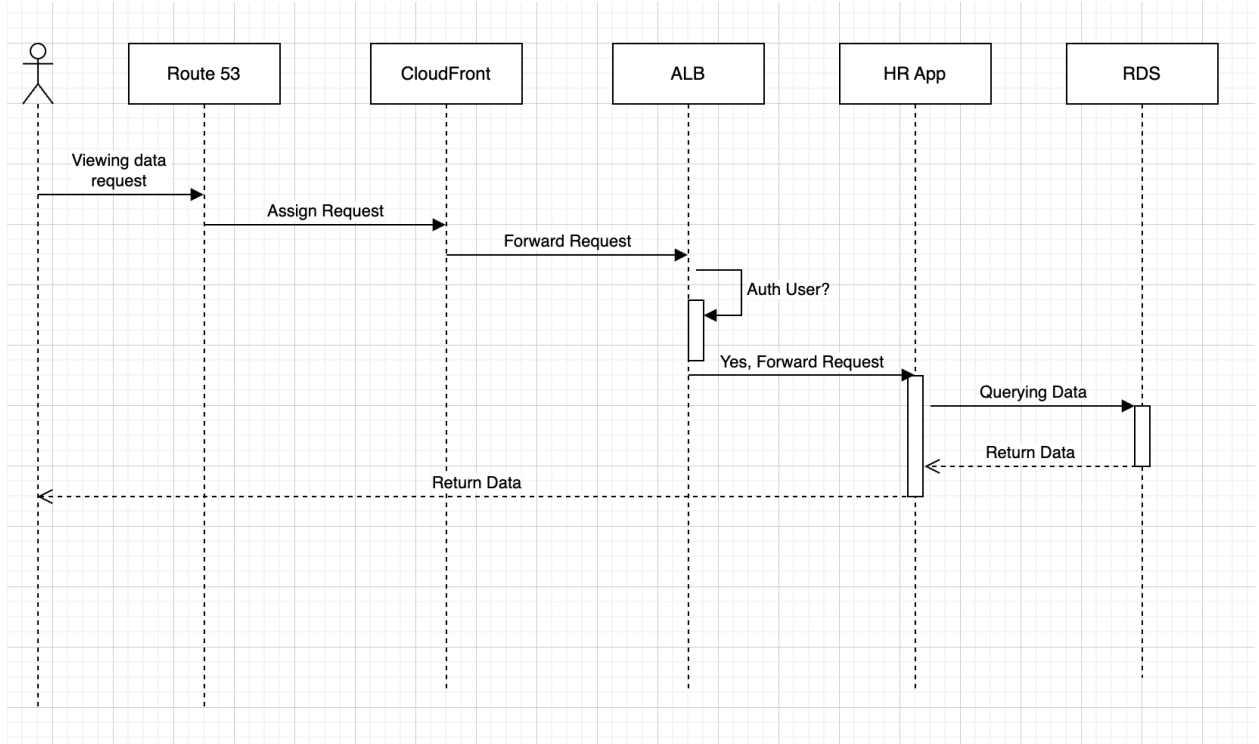 Route 53
CloudFront
ALB
HR App
RDS
Viewing data
request
Assign Request
Forward Request
Auth User?
Yes, Forward Request
Querying Data
Return Data
Return Data